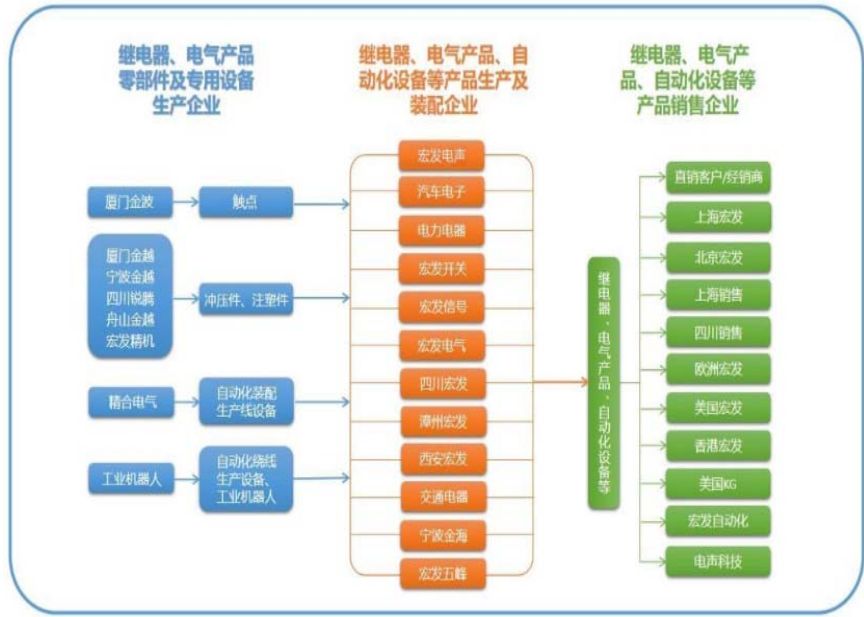 继电器、电气产品
零部件及专用设备
生产企业
厦门金波
触点
厦门金越
宁波金越
四川锐腾
舟山金越
宏发精机
冲压件、注塑件
精合电气
自动化装配
生产线设备
工业机器人
自动化绕线
生产设备、
工业机器人
继电器、电气产品、自
动化设备等产品生产及
装配企业
宏发电声
汽车电子
电力电器
宏发开关
宏发信号
宏发电气
四川宏发
漳州宏发
西安宏发
交通电器
宁波金海
宏发五峰
继电器、电气产
品、自动化设备等
产品销售企业
继电器、电气产品、自动化设备等
直销客户/经销商
上海宏发
北京宏发
上海销售
四川销售
欧洲宏发
美国宏发
香港宏发
美国KG
宏发自动化
电声科技